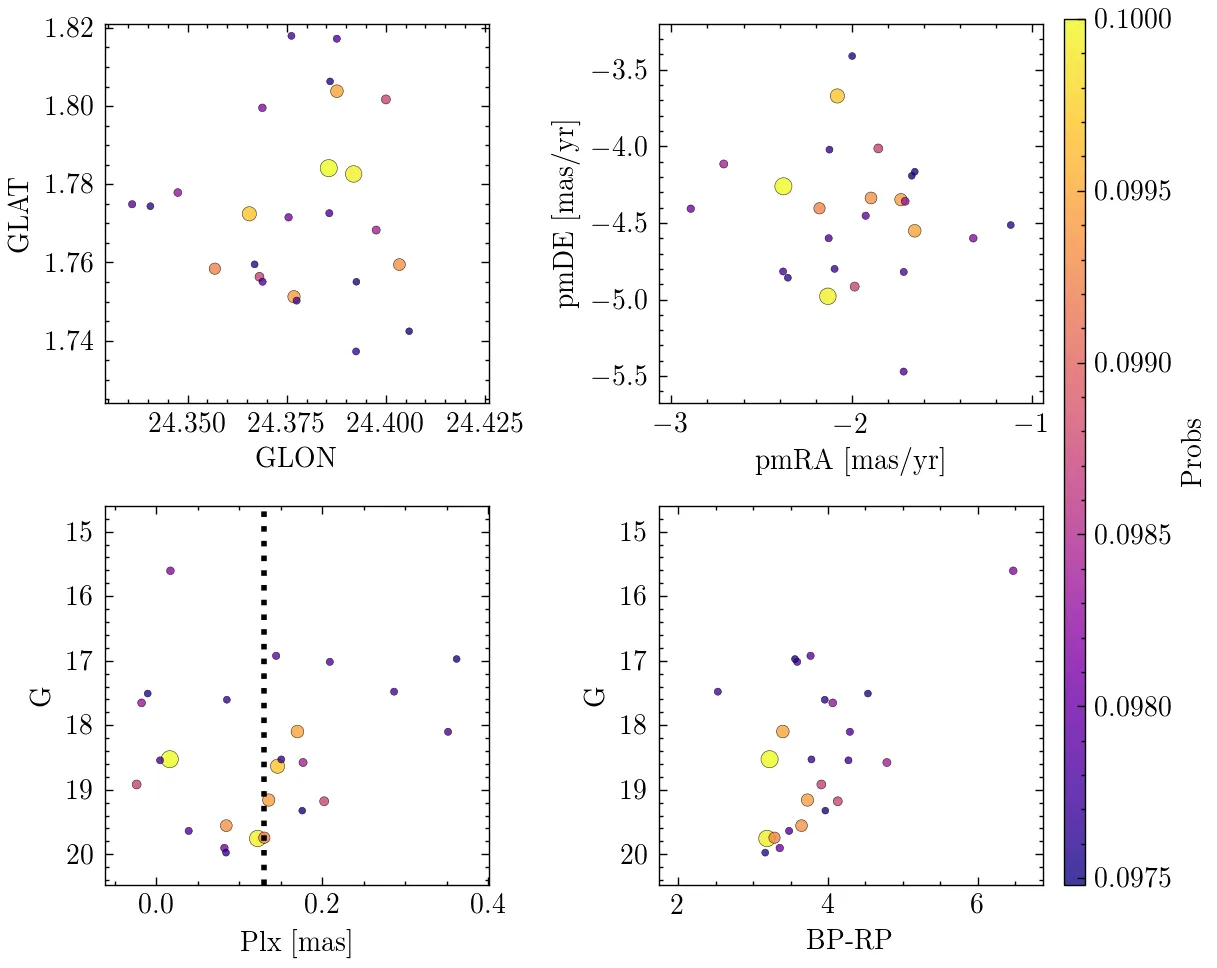 1.82
1.80
1.78
1.76
1.74
GLAT
24.350 24.375 24.400 24.425
GLON
−3.5
−4.0
−4.5
−5.0
−5.5
pmDE [mas/yr]
−3 −2 −1
pmRA [mas/yr]
15
16
17
18
19
20
G
0.0 0.2 0.4
Plx [mas]
15
16
17
18
19
20
G
2 4 6
BP-RP
0.1000
0.0995
0.0990
0.0985
0.0980
0.0975
Probs